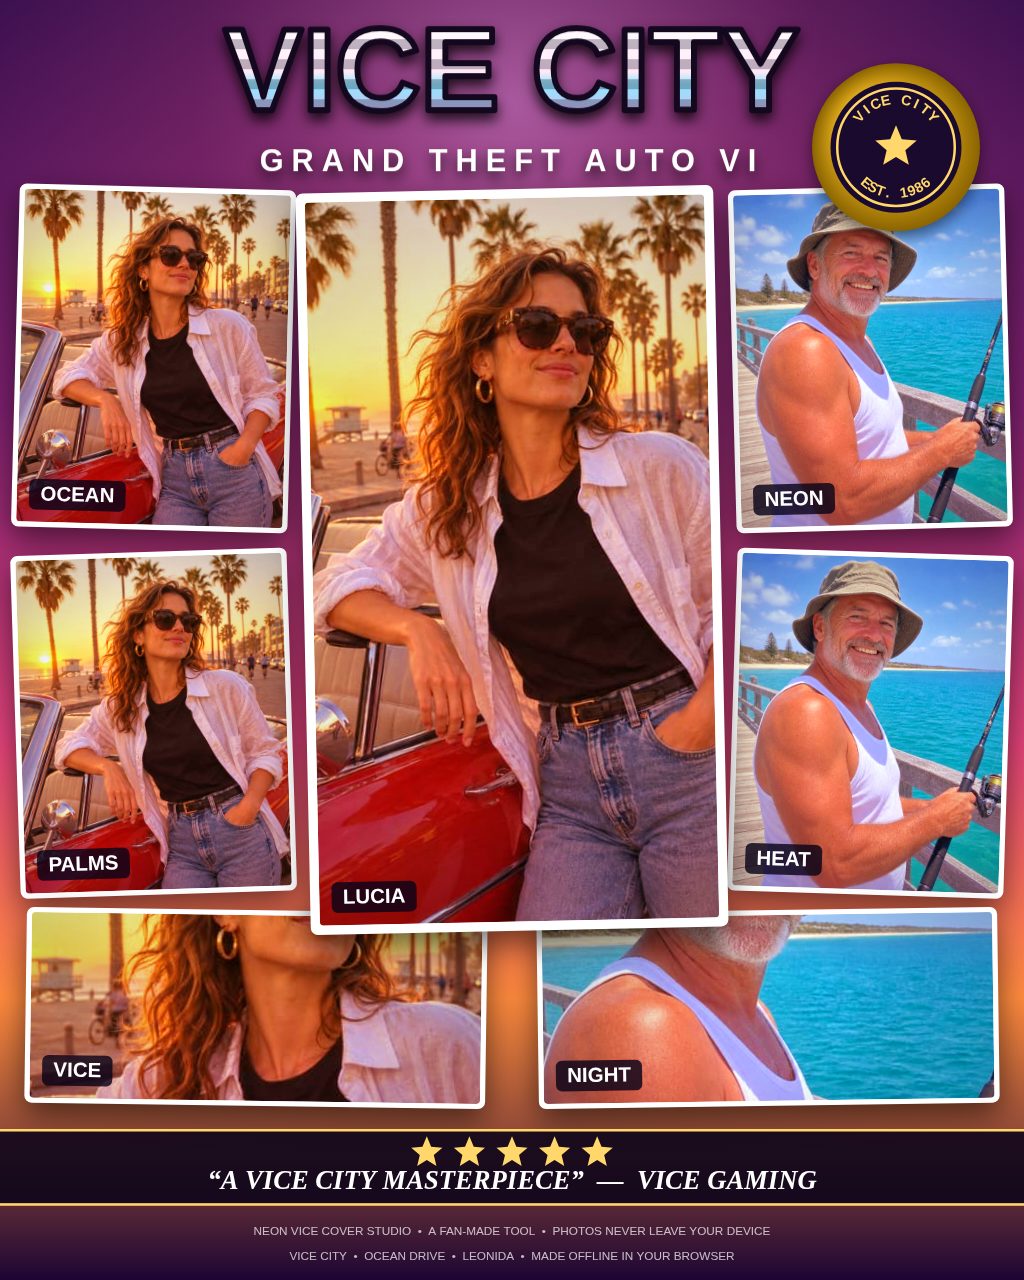 VICE CITY
GRAND THEFT AUTO VI
VICE CITY
EST. 1986
OCEAN
NEON
PALMS
LUCIA
HEAT
VICE
NIGHT
“A VICE CITY MASTERPIECE” — VICE GAMING
NEON VICE COVER STUDIO • A FAN-MADE TOOL • PHOTOS NEVER LEAVE YOUR DEVICE
VICE CITY • OCEAN DRIVE • LEONIDA • MADE OFFLINE IN YOUR BROWSER